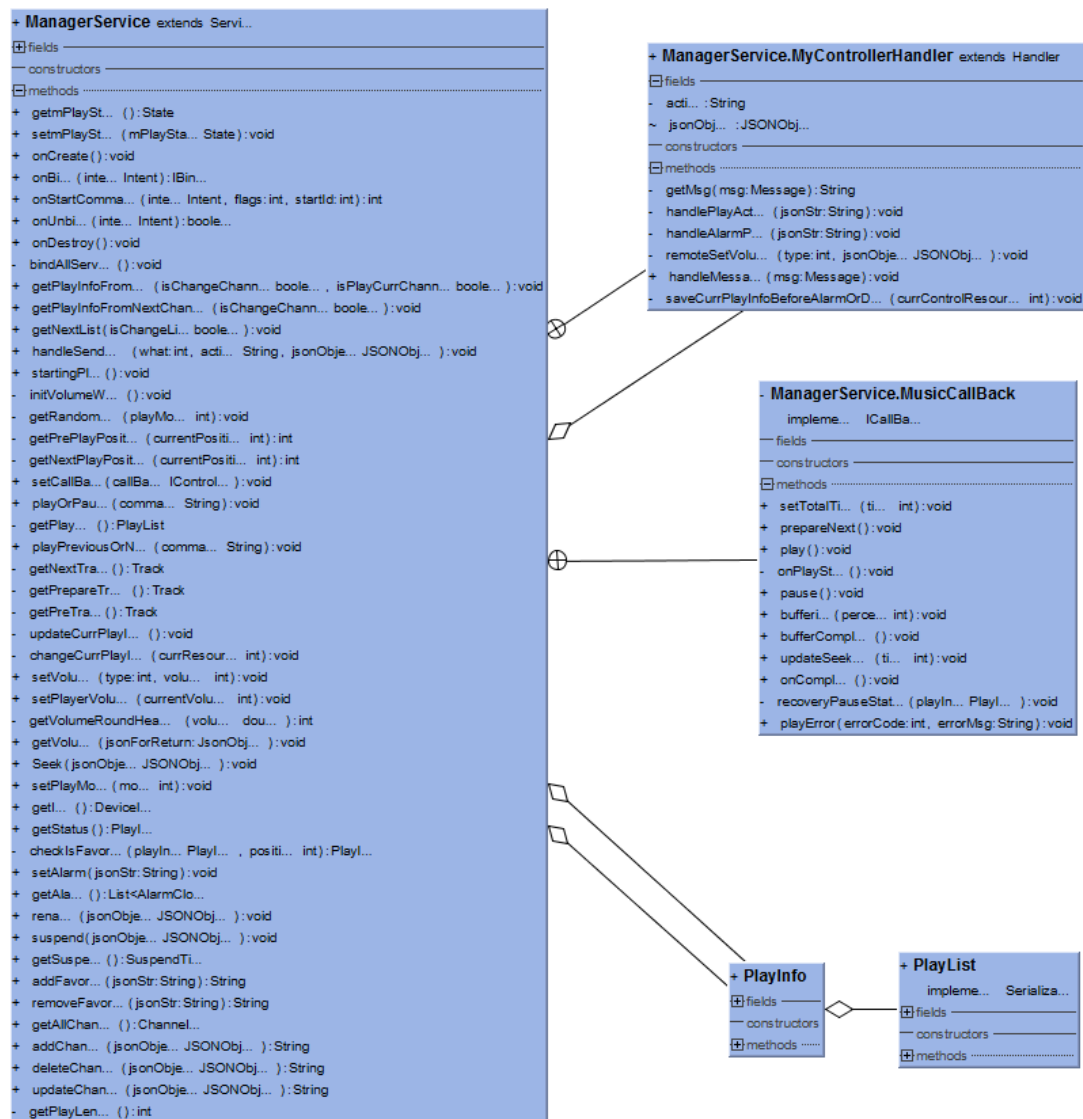 + ManagerService extends Servi...
fields
constructors
methods
+ getmPlaySt... ():State
+ setmPlaySt... (mPlaySta... State):void
+ onCreate():void
+ onBi... (inte... Intent):IBin...
+ onStartComma... (inte... Intent, flags:int, startId:int):int
+ onUnbi... (inte... Intent):boole...
+ onDestroy():void
- bindAllServ... ():void
+ getPlayInfoFrom... (isChangeChann... boole... , isPlayCurrChann... boole... ):void
+ getPlayInfoFromNextChan... (isChangeChann... boole... ):void
+ getNextList(isChangeLi... boole... ):void
+ handleSend... (what:int, acti... String, jsonObje... JSONObj... ):void
+ startingPl... ():void
- initVolumeW... ():void
- getRandom... (playMo... int):void
- getPrePlayPosit... (currentPositi... int):int
- getNextPlayPosit... (currentPositi... int):int
+ setCallBa... (callBa... IControl... ):void
+ playOrPau... (comma... String):void
- getPlay... ():PlayList
+ playPreviousOrN... (comma... String):void
- getNextTra... ():Track
- getPrepareTr... ():Track
- getPreTra... ():Track
- updateCurrPlayI... ():void
- changeCurrPlayI... (currResour... int):void
+ setVolu... (type:int, volu... int):void
+ setPlayerVolu... (currentVolu... int):void
- getVolumeRoundHea... (volu... dou... ):int
+ getVolu... (jsonForReturn:JsonObj... ):void
+ Seek(jsonObje... JSONObj... ):void
+ setPlayMo... (mo... int):void
+ getI... ():DeviceI...
+ getStatus():PlayI...
- checkIsFavor... (playIn... PlayI... , positi... int):PlayI...
+ setAlarm(jsonStr:String):void
+ getAla... ():List<AlarmClo...
+ rena... (jsonObje... JSONObj... ):void
+ suspend(jsonObje... JSONObj... ):void
+ getSuspe... ():SuspendTi...
+ addFavor... (jsonStr:String):String
+ removeFavor... (jsonStr:String):String
+ getAllChan... ():Channel...
+ addChan... (jsonObje... JSONObj... ):String
+ deleteChan... (jsonObje... JSONObj... ):String
+ updateChan... (jsonObje... JSONObj... ):String
- getPlayLen... ():int
+ ManagerService.MyControllerHandler extends Handler
fields
- acti... :String
~ jsonObj... :JSONObj...
constructors
methods
- getMsg(msg:Message):String
- handlePlayAct... (jsonStr:String):void
- handleAlarmP... (jsonStr:String):void
- remoteSetVolu... (type:int, jsonObje... JSONObj... ):void
+ handleMessa... (msg:Message):void
- saveCurrPlayInfoBeforeAlarmOrD... (currControlResour... int):void
- ManagerService.MusicCallBack
impleme... ICallBa...
fields
constructors
methods
+ setTotalTi... (ti... int):void
+ prepareNext():void
+ play():void
- onPlaySt... ():void
+ pause():void
+ bufferi... (perce... int):void
+ bufferCompl... ():void
+ updateSeek... (ti... int):void
+ onCompl... ():void
- recoveryPauseStat... (playIn... PlayI... ):void
+ playError(errorCode:int, errorMsg:String):void
+ PlayInfo
fields
constructors
methods
+ PlayList
impleme... Serializa...
fields
constructors
methods